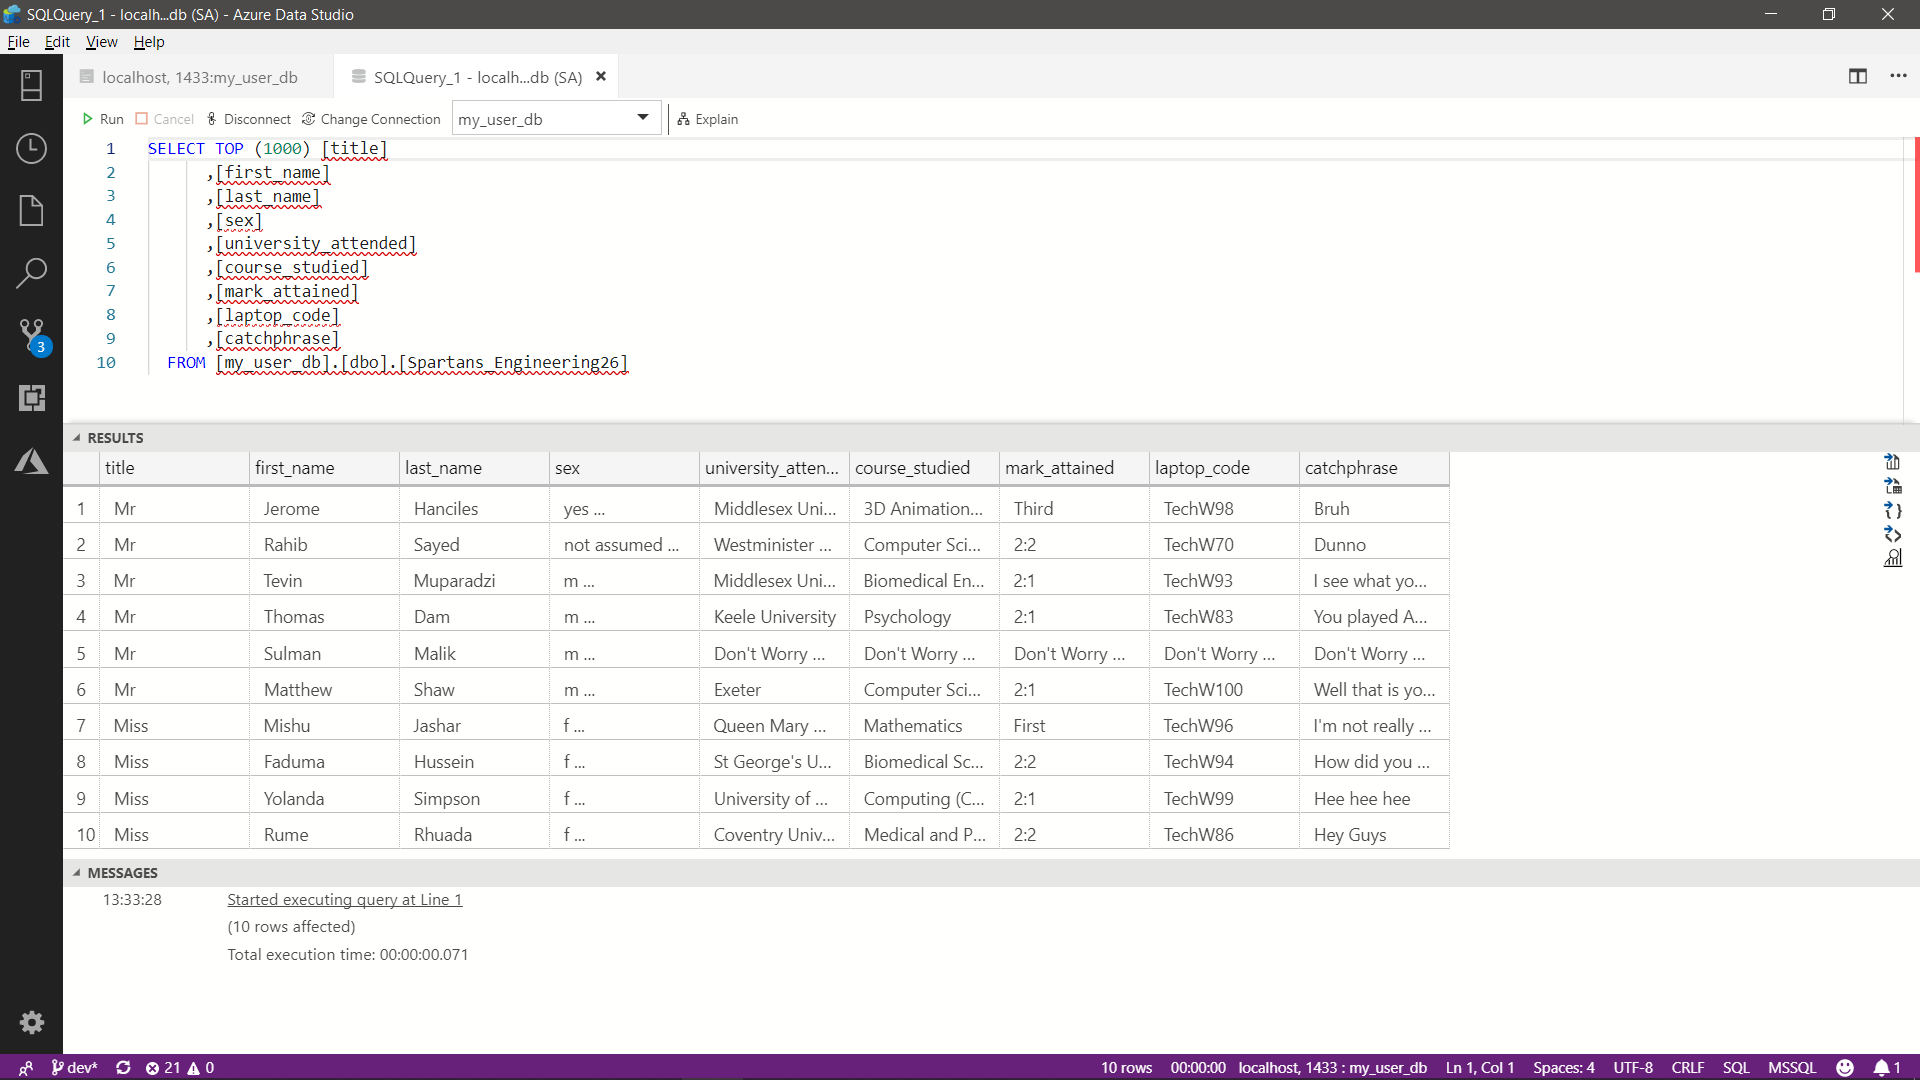 SQLQuery_1 - localh...db (SA) - Azure Data Studio
File Edit View Help
localhost, 1433:my_user_db
SQLQuery_1 - localh...db (SA)
Run Cancel Disconnect Change Connection my_user_db Explain
1 SELECT TOP (1000) [title]
2 ,[first_name]
3 ,[last_name]
4 ,[sex]
5 ,[university_attended]
6 ,[course_studied]
7 ,[mark_attained]
8 ,[laptop_code]
9 ,[catchphrase]
10 FROM [my_user_db].[dbo].[Spartans_Engineering26]
3
RESULTS
title first_name last_name sex university_atten... course_studied mark_attained laptop_code catchphrase
1 Mr Jerome Hanciles yes ... Middlesex Uni... 3D Animation... Third TechW98 Bruh
2 Mr Rahib Sayed not assumed ... Westminister ... Computer Sci... 2:2 TechW70 Dunno
3 Mr Tevin Muparadzi m ... Middlesex Uni... Biomedical En... 2:1 TechW93 I see what yo...
4 Mr Thomas Dam m ... Keele University Psychology 2:1 TechW83 You played A...
5 Mr Sulman Malik m ... Don't Worry ... Don't Worry ... Don't Worry ... Don't Worry ... Don't Worry ...
6 Mr Matthew Shaw m ... Exeter Computer Sci... 2:1 TechW100 Well that is yo...
7 Miss Mishu Jashar f ... Queen Mary ... Mathematics First TechW96 I'm not really ...
8 Miss Faduma Hussein f ... St George's U... Biomedical Sc... 2:2 TechW94 How did you ...
9 Miss Yolanda Simpson f ... University of ... Computing (C... 2:1 TechW99 Hee hee hee
10 Miss Rume Rhuada f ... Coventry Univ... Medical and P... 2:2 TechW86 Hey Guys
MESSAGES
13:33:28 Started executing query at Line 1
(10 rows affected)
Total execution time: 00:00:00.071
dev* 21 0 10 rows 00:00:00 localhost, 1433 : my_user_db Ln 1, Col 1 Spaces: 4 UTF-8 CRLF SQL MSSQL 1